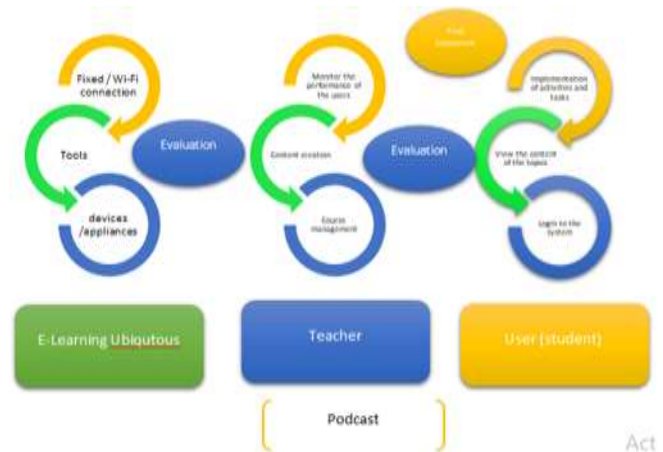 Fixed / Wi-Fi
connection
Tools
devices
/appliances
Evaluation
Monitor the
performance of
the users
Content creation
Course
management
Evaluation
Implementation
of activities and
tasks
View the content
of the topics
Login to the
system
E-Learning Ubiqutous
Teacher
User (student)
Podcast
Act